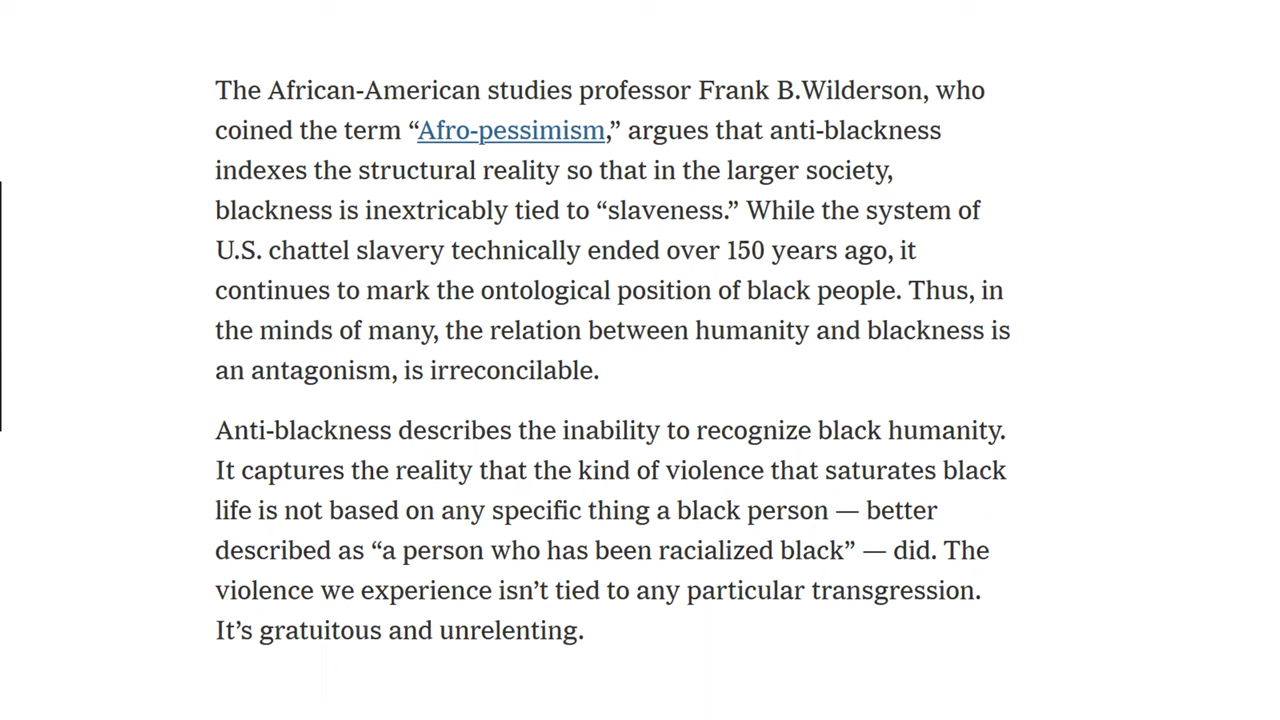 The African-American studies professor Frank B.Wilderson, who
coined the term “Afro-pessimism,” argues that anti-blackness
indexes the structural reality so that in the larger society,
blackness is inextricably tied to “slaveness.” While the system of
U.S. chattel slavery technically ended over 150 years ago, it
continues to mark the ontological position of black people. Thus, in
the minds of many, the relation between humanity and blackness is
an antagonism, is irreconcilable.
Anti-blackness describes the inability to recognize black humanity.
It captures the reality that the kind of violence that saturates black
life is not based on any specific thing a black person — better
described as “a person who has been racialized black” — did. The
violence we experience isn’t tied to any particular transgression.
It’s gratuitous and unrelenting.